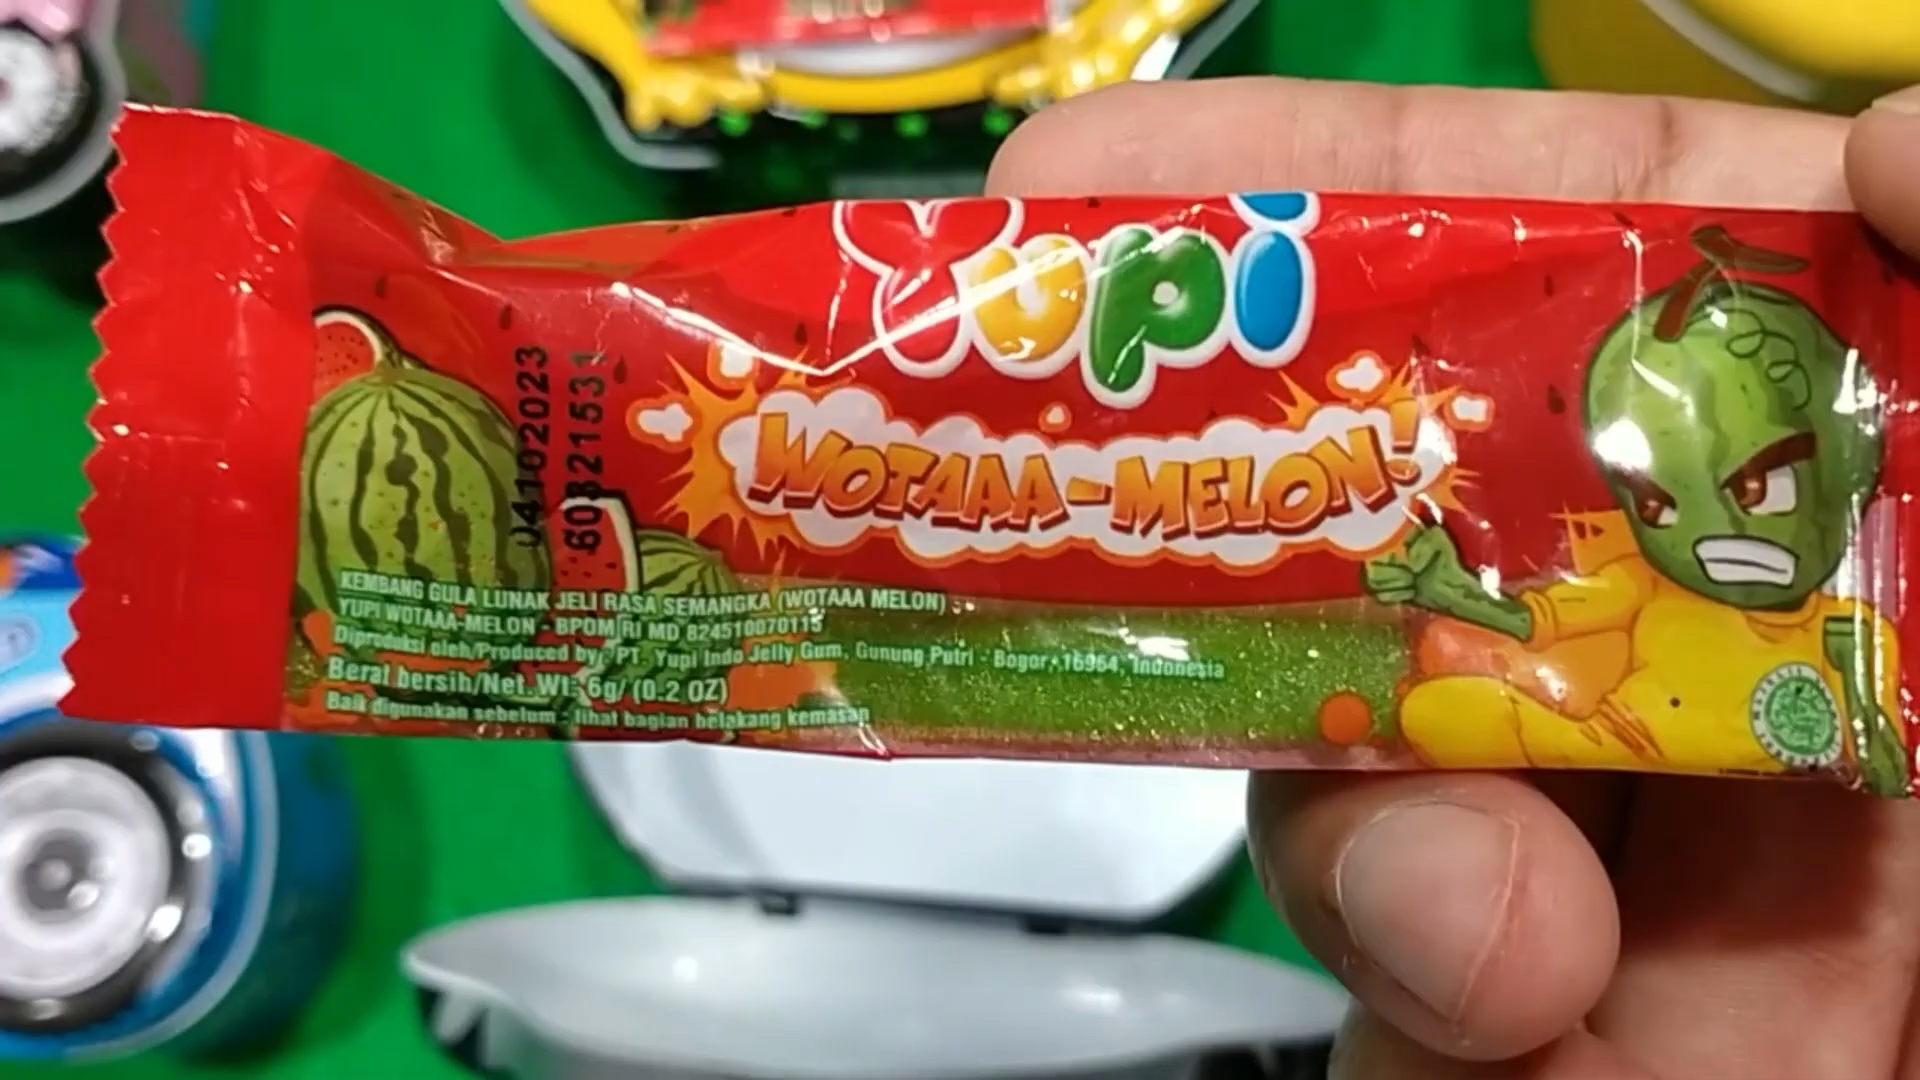 Yupi
WOTAAA-MELON!
04102023
60821531
KEMBANG GULA LUNAK JELI RASA SEMANGKA (WOTAAA MELON)
YUPI WOTAAA-MELON - BPOM RI MD 824510070115
Diproduksi oleh/Produced by: PT. Yupi Indo Jelly Gum, Gunung Putri - Bogor 16964, Indonesia
Berat bersih/Net. Wt: 6g/(0.2 OZ)
Baik digunakan sebelum : lihat bagian belakang kemasan